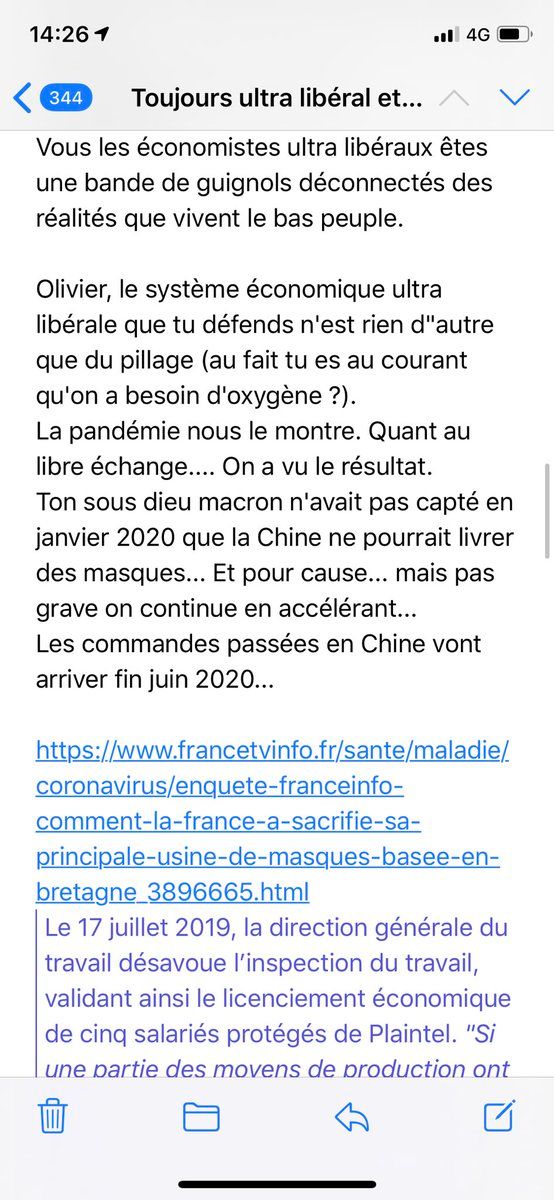 14:26
4G
344
Toujours ultra libéral et...
Vous les économistes ultra libéraux êtes
une bande de guignols déconnectés des
réalités que vivent le bas peuple.
Olivier, le système économique ultra
libérale que tu défends n'est rien d"autre
que du pillage (au fait tu es au courant
qu'on a besoin d'oxygène ?).
La pandémie nous le montre. Quant au
libre échange.... On a vu le résultat.
Ton sous dieu macron n'avait pas capté en
janvier 2020 que la Chine ne pourrait livrer
des masques... Et pour cause... mais pas
grave on continue en accélérant...
Les commandes passées en Chine vont
arriver fin juin 2020...
https://www.francetvinfo.fr/sante/maladie/
coronavirus/enquete-franceinfo-
comment-la-france-a-sacrifie-sa-
principale-usine-de-masques-basee-en-
bretagne_3896665.html
Le 17 juillet 2019, la direction générale du
travail désavoue l’inspection du travail,
validant ainsi le licenciement économique
de cinq salariés protégés de Plaintel. "Si
une partie des moyens de production ont